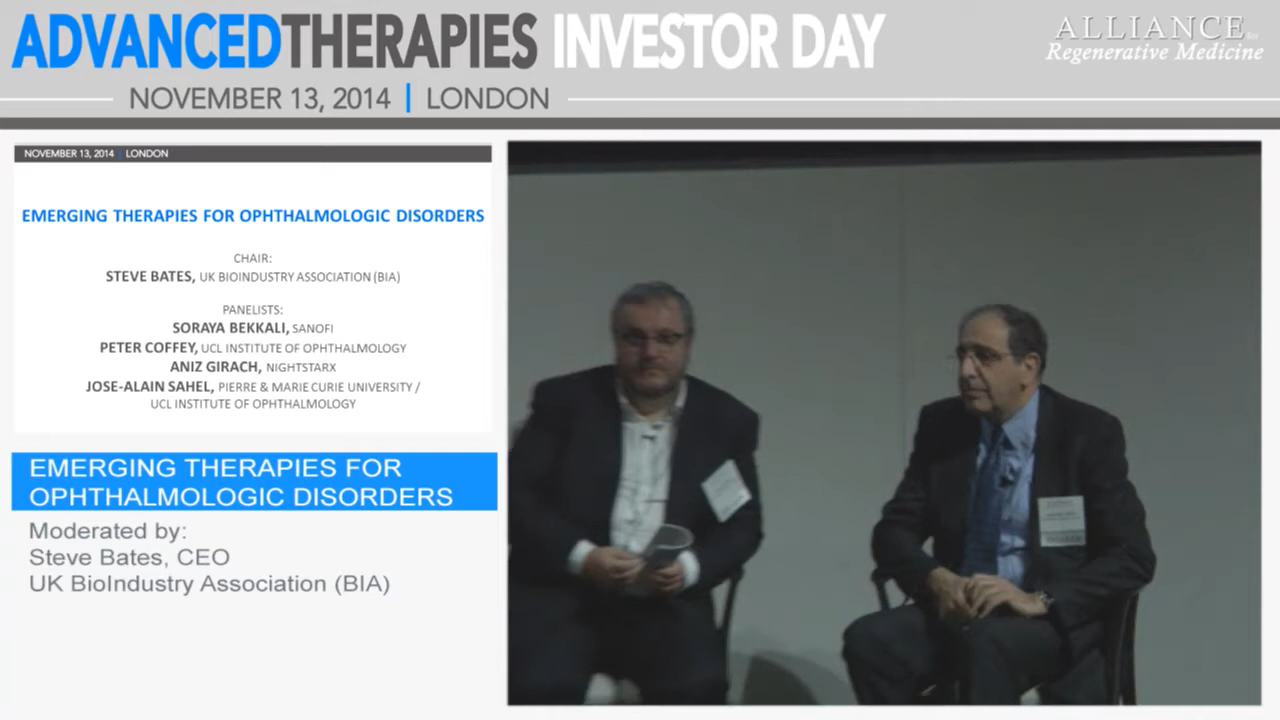 ADVANCEDTHERAPIES INVESTOR DAY
NOVEMBER 13, 2014 | LONDON
ALLIANCE for
Regenerative Medicine
NOVEMBER 13, 2014 | LONDON
EMERGING THERAPIES FOR OPHTHALMOLOGIC DISORDERS
CHAIR:
STEVE BATES, UK BIOINDUSTRY ASSOCIATION (BIA)
PANELISTS:
SORAYA BEKKALI, SANOFI
PETER COFFEY, UCL INSTITUTE OF OPHTHALMOLOGY
ANIZ GIRACH, NIGHTSTARX
JOSE-ALAIN SAHEL, PIERRE & MARIE CURIE UNIVERSITY /
UCL INSTITUTE OF OPHTHALMOLOGY
EMERGING THERAPIES FOR
OPHTHALMOLOGIC DISORDERS
Moderated by:
Steve Bates, CEO
UK BioIndustry Association (BIA)